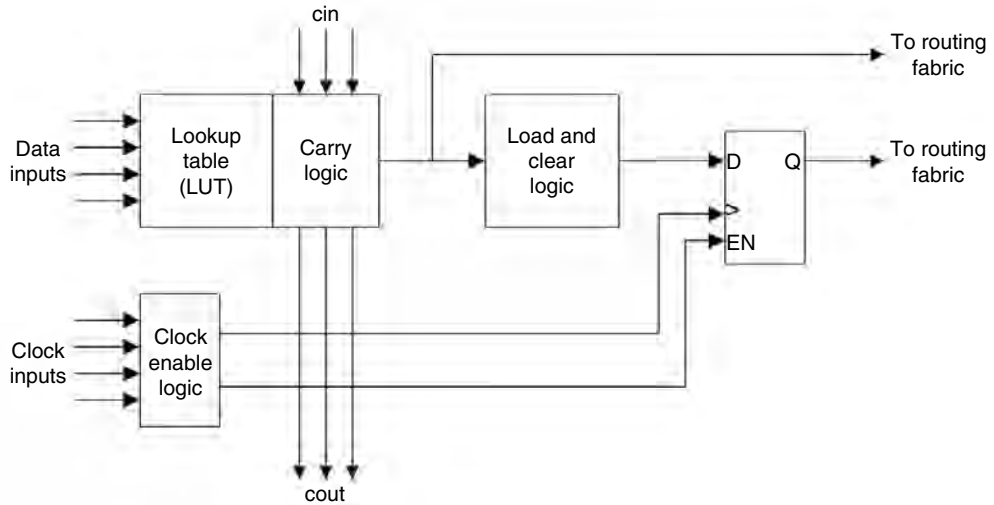 cin
To routing
fabric
Data
inputs
Lookup
table
(LUT)
Carry
logic
Load and
clear
logic
D
Q
EN
To routing
fabric
Clock
inputs
Clock
enable
logic
cout